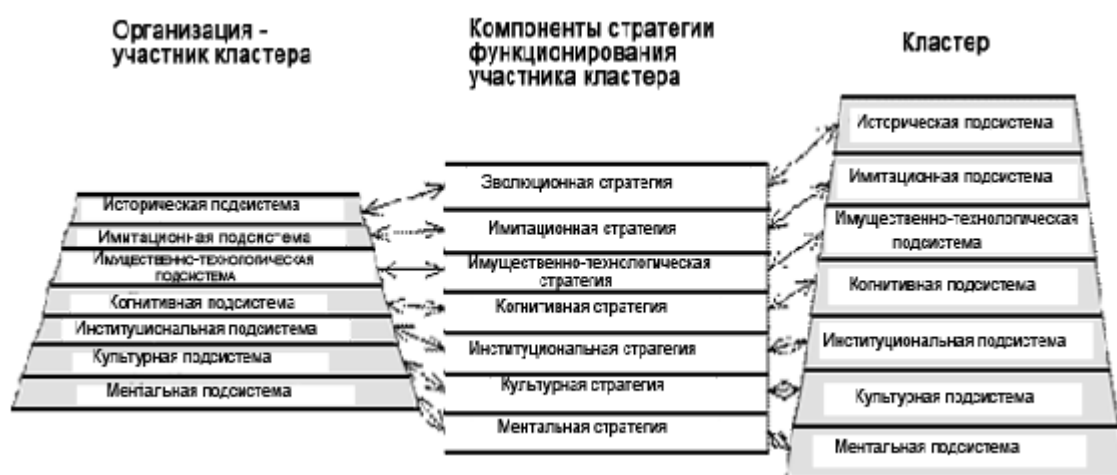 Организация -
участник кластера
Историческая подсистема
Имитационная подсистема
Имущественно-технологическая
подсистема
Когнитивная подсистема
Институциональная подсистема
Культурная подсистема
Ментальная подсистема
Компоненты стратегии
функционирования
участника кластера
Эволюционная стратегия
Имитационная стратегия
Имущественно-технологическая
стратегия
Когнитивная стратегия
Институциональная стратегия
Культурная стратегия
Ментальная стратегия
Кластер
Историческая подсистема
Имитационная подсистема
Имущественно-технологическая
подсистема
Когнитивная подсистема
Институциональная подсистема
Культурная подсистема
Ментальная подсистема